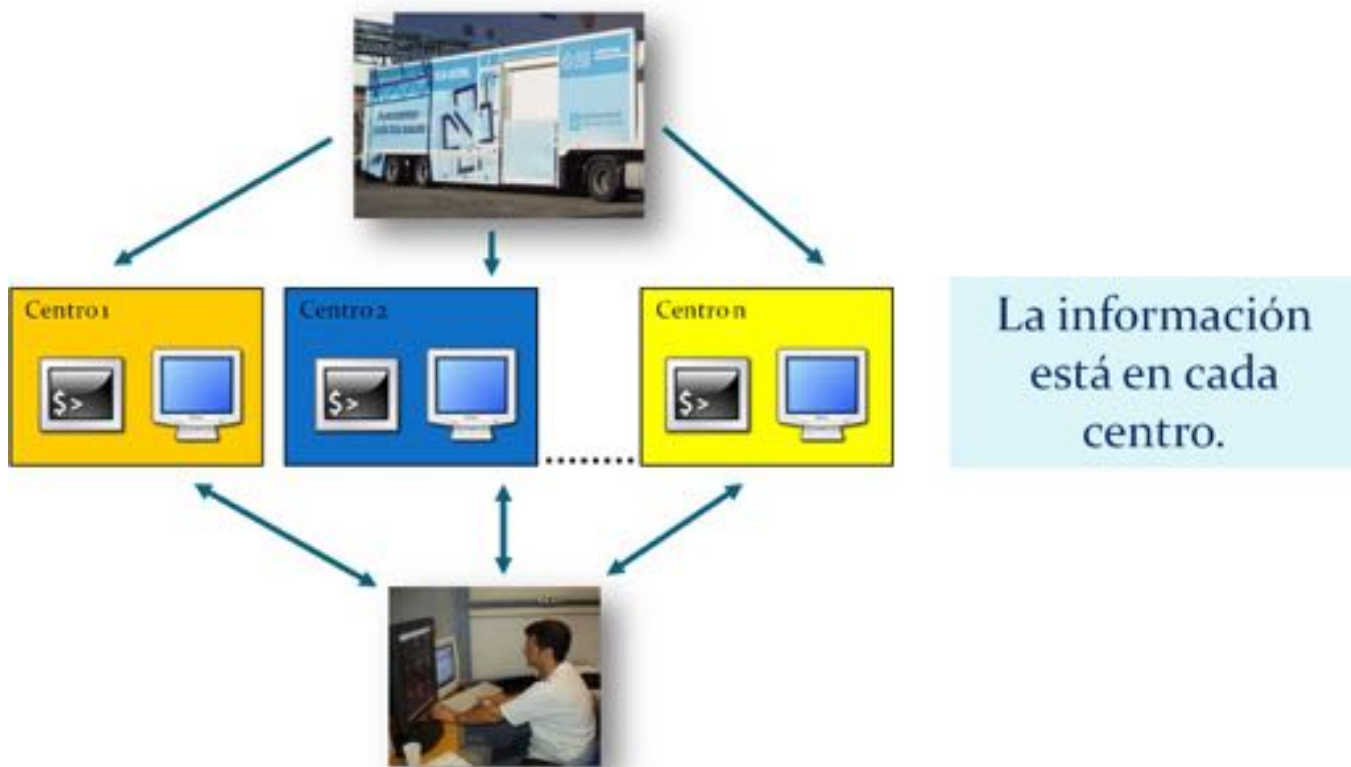 Centro 1
Centro 2
Centro n
$>
$>
$>
La información
está en cada
centro.